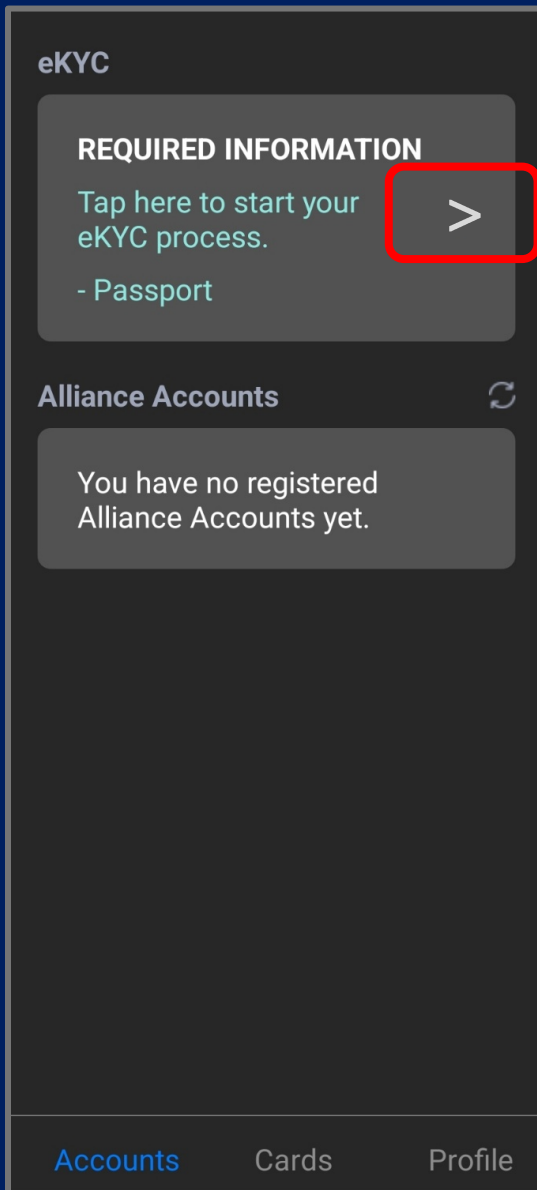 eKYC
REQUIRED INFORMATION
Tap here to start your
eKYC process.
>
- Passport
Alliance Accounts
You have no registered
Alliance Accounts yet.
Accounts Cards Profile